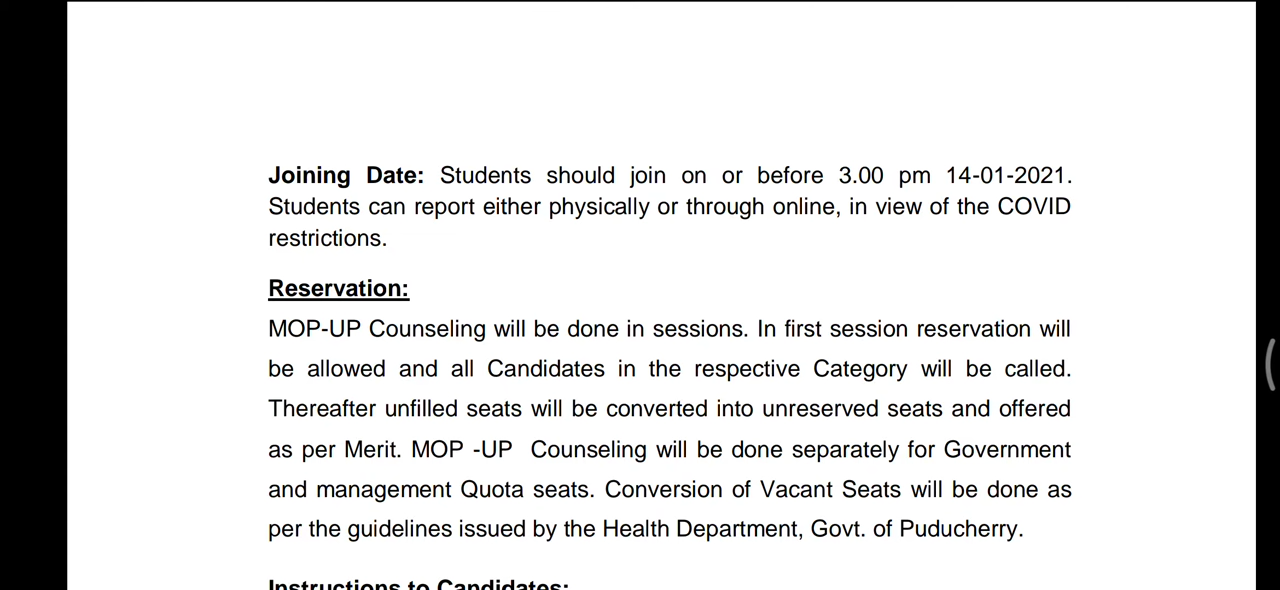 Joining Date: Students should join on or before 3.00 pm 14-01-2021.
Students can report either physically or through online, in view of the COVID
restrictions.
Reservation:
MOP-UP Counseling will be done in sessions. In first session reservation will
be allowed and all Candidates in the respective Category will be called.
Thereafter unfilled seats will be converted into unreserved seats and offered
as per Merit. MOP -UP  Counseling will be done separately for Government
and management Quota seats. Conversion of Vacant Seats will be done as
per the guidelines issued by the Health Department, Govt. of Puducherry.
Instructions to Candidates: